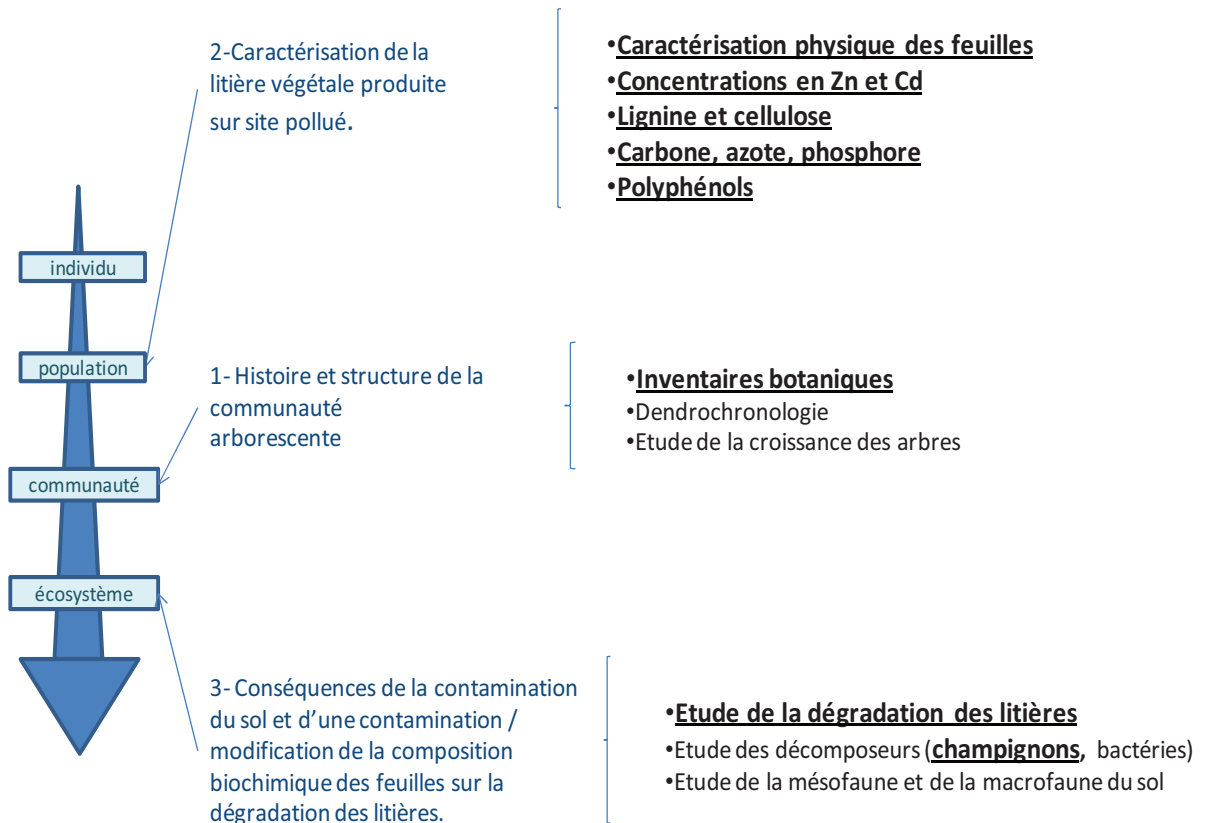 2-Caractérisation de la
litière végétale produite
sur site pollué.
•Caractérisation physique des feuilles
•Concentrations en Zn et Cd
•Lignine et cellulose
•Carbone, azote, phosphore
•Polyphénols
individu
population
1- Histoire et structure de la
communauté
arborescente
•Inventaires botaniques
•Dendrochronologie
•Etude de la croissance des arbres
communauté
écosystème
3- Conséquences de la contamination
du sol et d'une contamination /
modification de la composition
biochimique des feuilles sur la
dégradation des litières.
•Etude de la dégradation des litières
•Etude des décomposeurs (champignons, bactéries)
•Etude de la mésofaune et de la macrofaune du sol